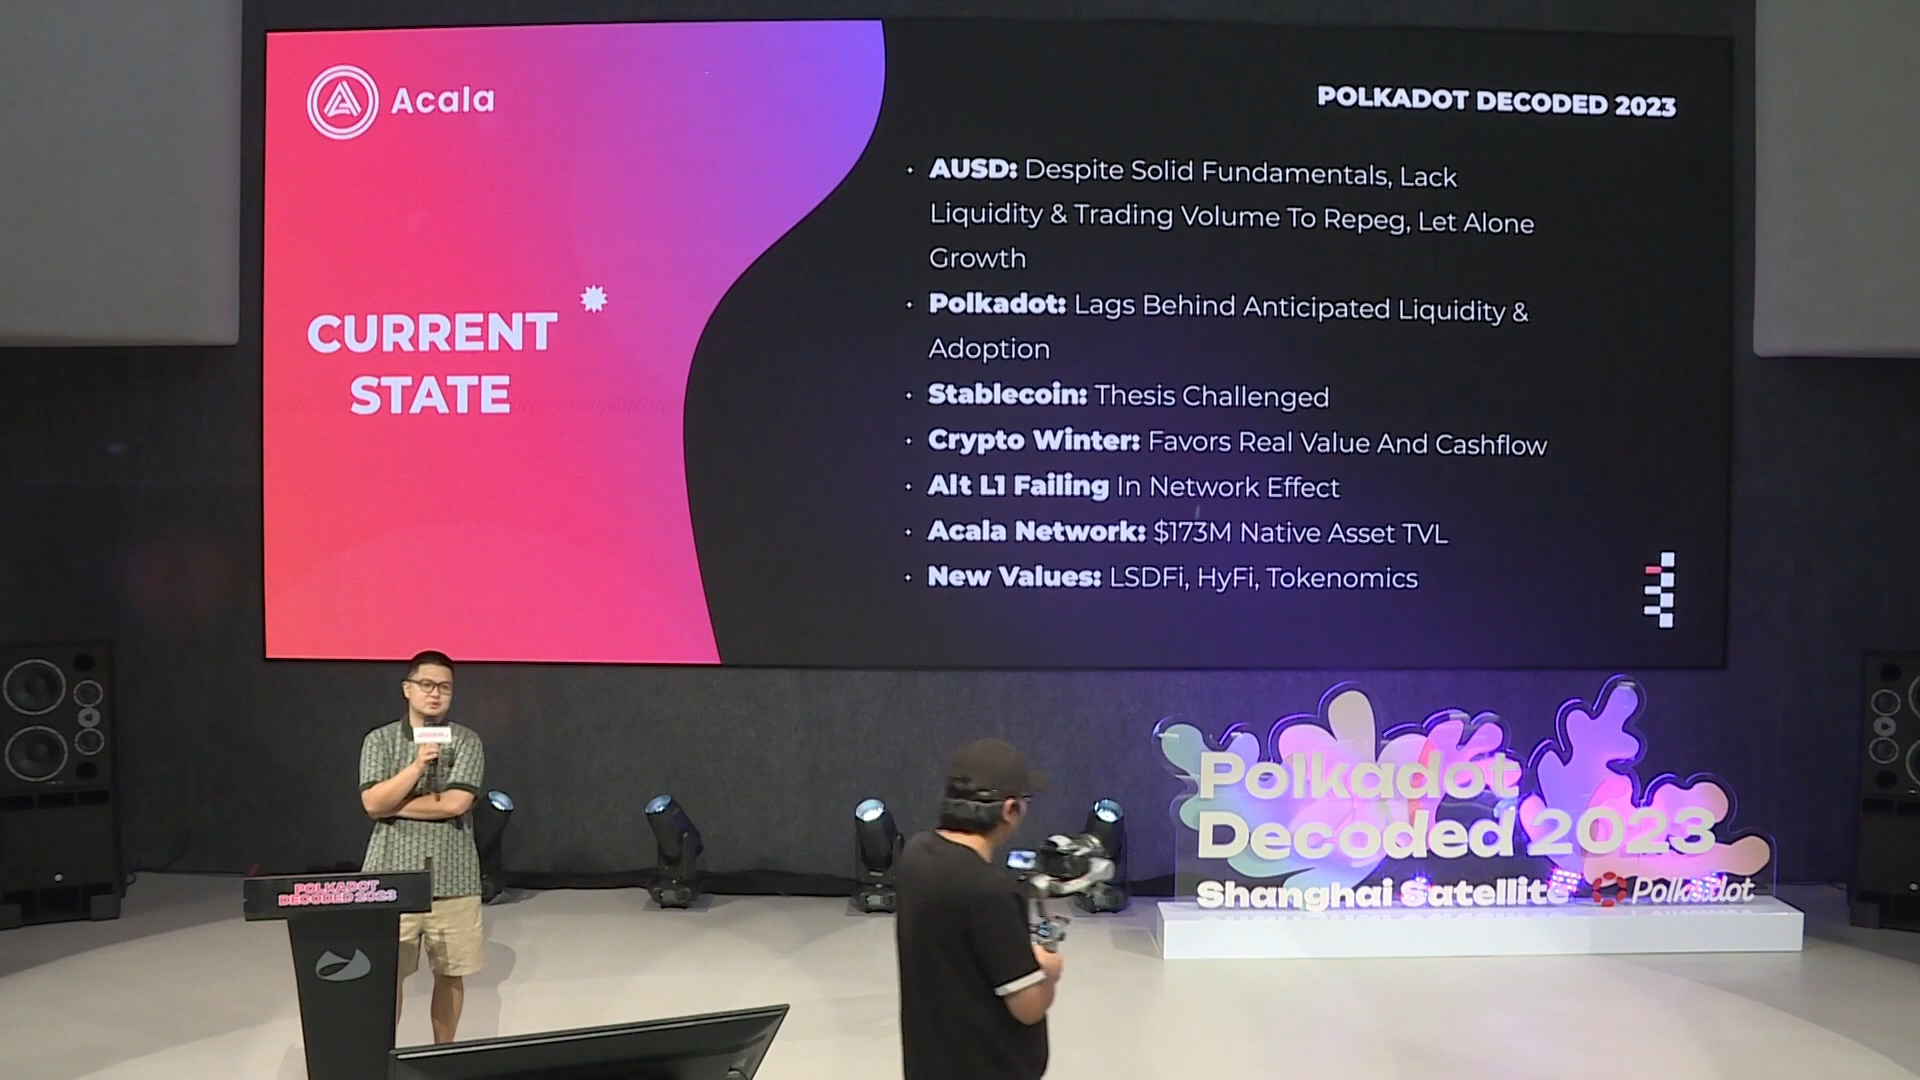 Acala
POLKADOT DECODED 2023
CURRENT
STATE
• AUSD: Despite Solid Fundamentals, Lack
Liquidity & Trading Volume To Repeg, Let Alone
Growth
• Polkadot: Lags Behind Anticipated Liquidity &
Adoption
• Stablecoin: Thesis Challenged
• Crypto Winter: Favors Real Value And Cashflow
• Alt L1 Failing In Network Effect
• Acala Network: $173M Native Asset TVL
• New Values: LSDFi, HyFi, Tokenomics
Polkadot
Decoded 2023
Shanghai Satellite
Polkadot
POLKADOT
DECODED 2023